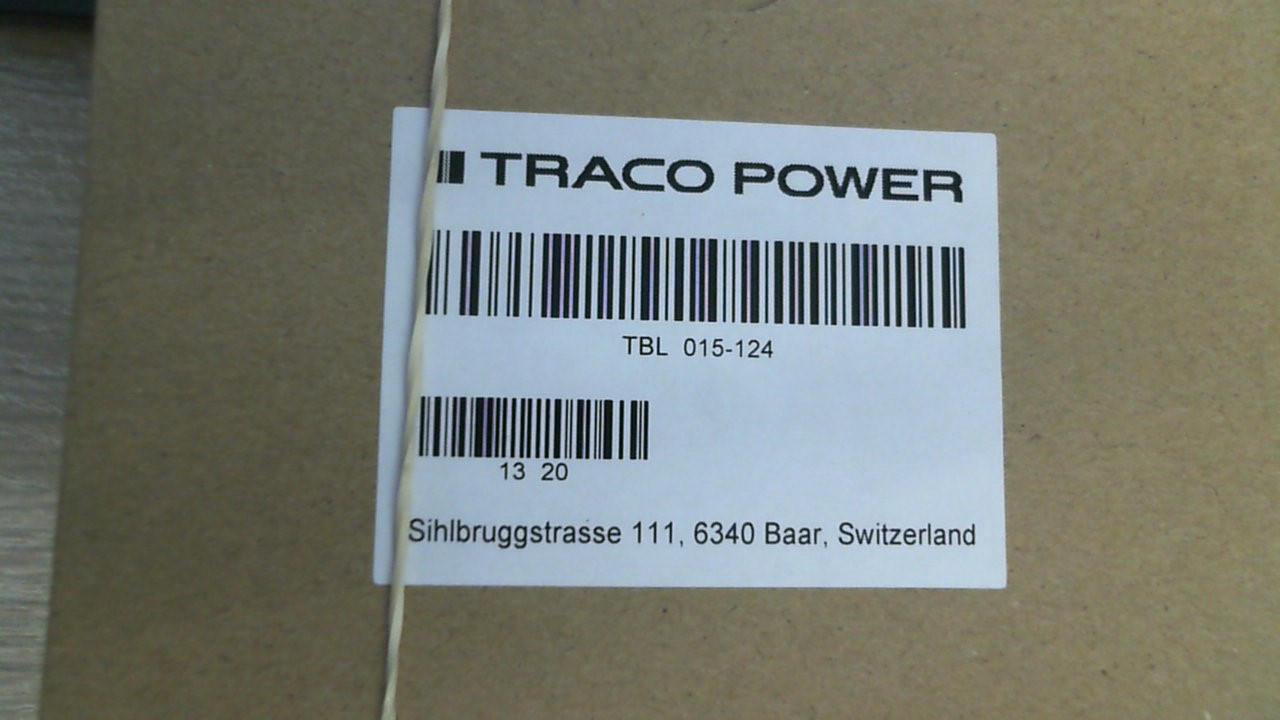 TRACO POWER
TBL 015-124
13 20
Sihlbruggstrasse 111, 6340 Baar, Switzerland